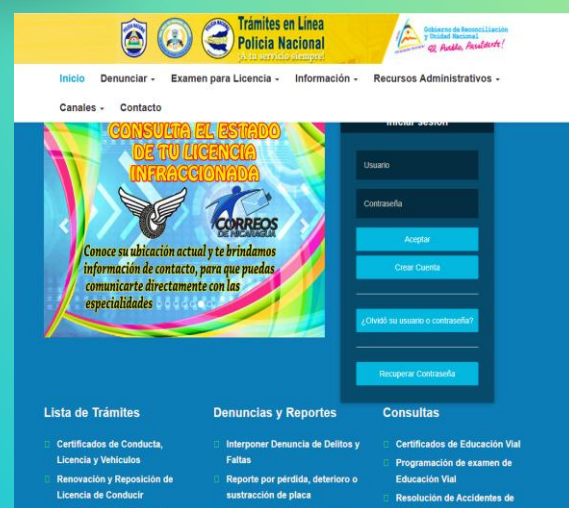 Trámites en Línea
Policía Nacional
¡A tu servicio siempre!
Gobierno de Reconciliación
y Unidad Nacional
El Pueblo, Presidente!
Inicio Denunciar Examen para Licencia Información Recursos Administrativos
Canales Contacto
CONSULTA EL ESTADO
DE TU LICENCIA
INFRACCIONADA
CORREOS
DE NICARAGUA
Conoce su ubicación actual y te brindamos
información de contacto, para que puedas
comunicarte directamente con las
especialidades
Iniciar sesión
Usuario
Contraseña
Aceptar
Crear Cuenta
¿Olvidó su usuario o contraseña?
Recuperar Contraseña
Lista de Trámites
Certificados de Conducta,
Licencia y Vehiculos
Renovación y Reposición de
Licencia de Conducir
Denuncias y Reportes
Interponer Denuncia de Delitos y
Faltas
Reporte por pérdida, deterioro o
sustracción de placa
Consultas
Certificados de Educación Vial
Programación de examen de
Educación Vial
Resolución de Accidentes de